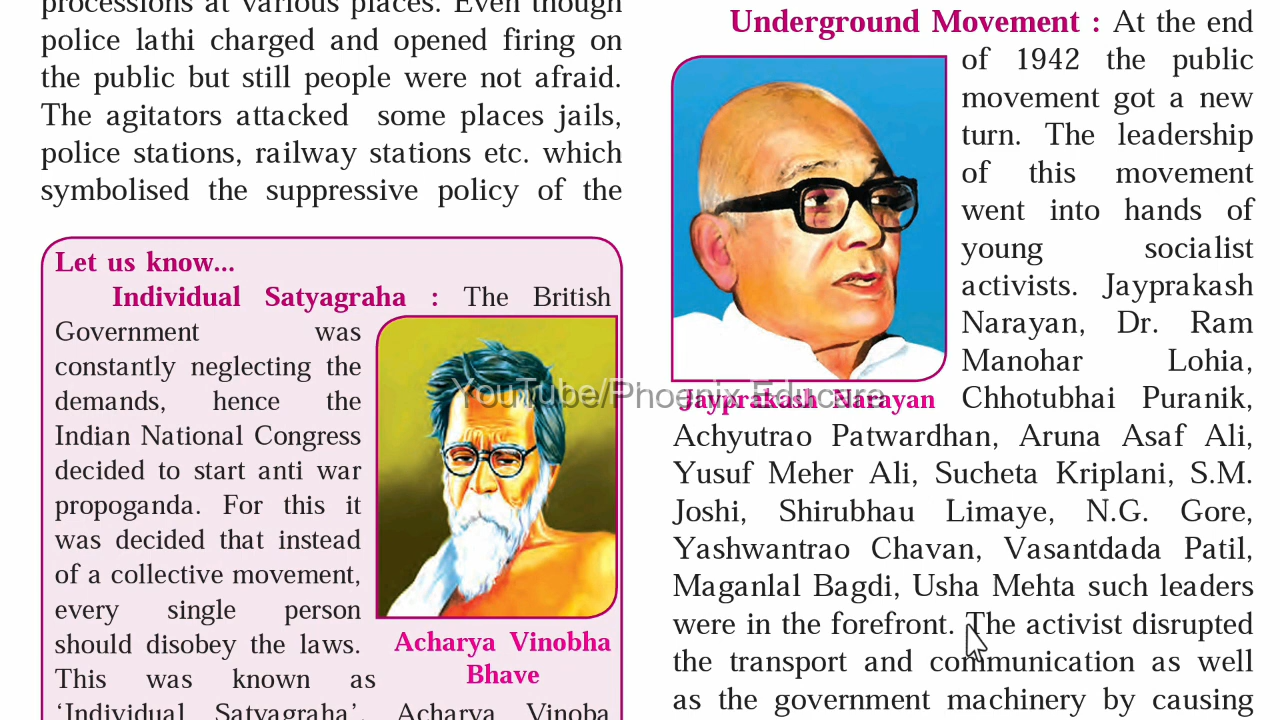 processions at various places. Even though
police lathi charged and opened firing on
the public but still people were not afraid.
The agitators attacked some places jails,
police stations, railway stations etc. which
symbolised the suppressive policy of the
Let us know...
Individual Satyagraha : The British
Government was
constantly neglecting the
demands, hence the
Indian National Congress
decided to start anti war
propoganda. For this it
was decided that instead
of a collective movement,
every single person
should disobey the laws.
This was known as
‘Individual Satyagraha’. Acharya Vinoba
Acharya Vinobha
Bhave
Underground Movement : At the end
of 1942 the public
movement got a new
turn. The leadership
of this movement
went into hands of
young socialist
activists. Jayprakash
Narayan, Dr. Ram
Manohar Lohia,
Chhotubhai Puranik,
Jayprakash Narayan
Achyutrao Patwardhan, Aruna Asaf Ali,
Yusuf Meher Ali, Sucheta Kriplani, S.M.
Joshi, Shirubhau Limaye, N.G. Gore,
Yashwantrao Chavan, Vasantdada Patil,
Maganlal Bagdi, Usha Mehta such leaders
were in the forefront. The activist disrupted
the transport and communication as well
as the government machinery by causing
YouTube/Phoenix Educare